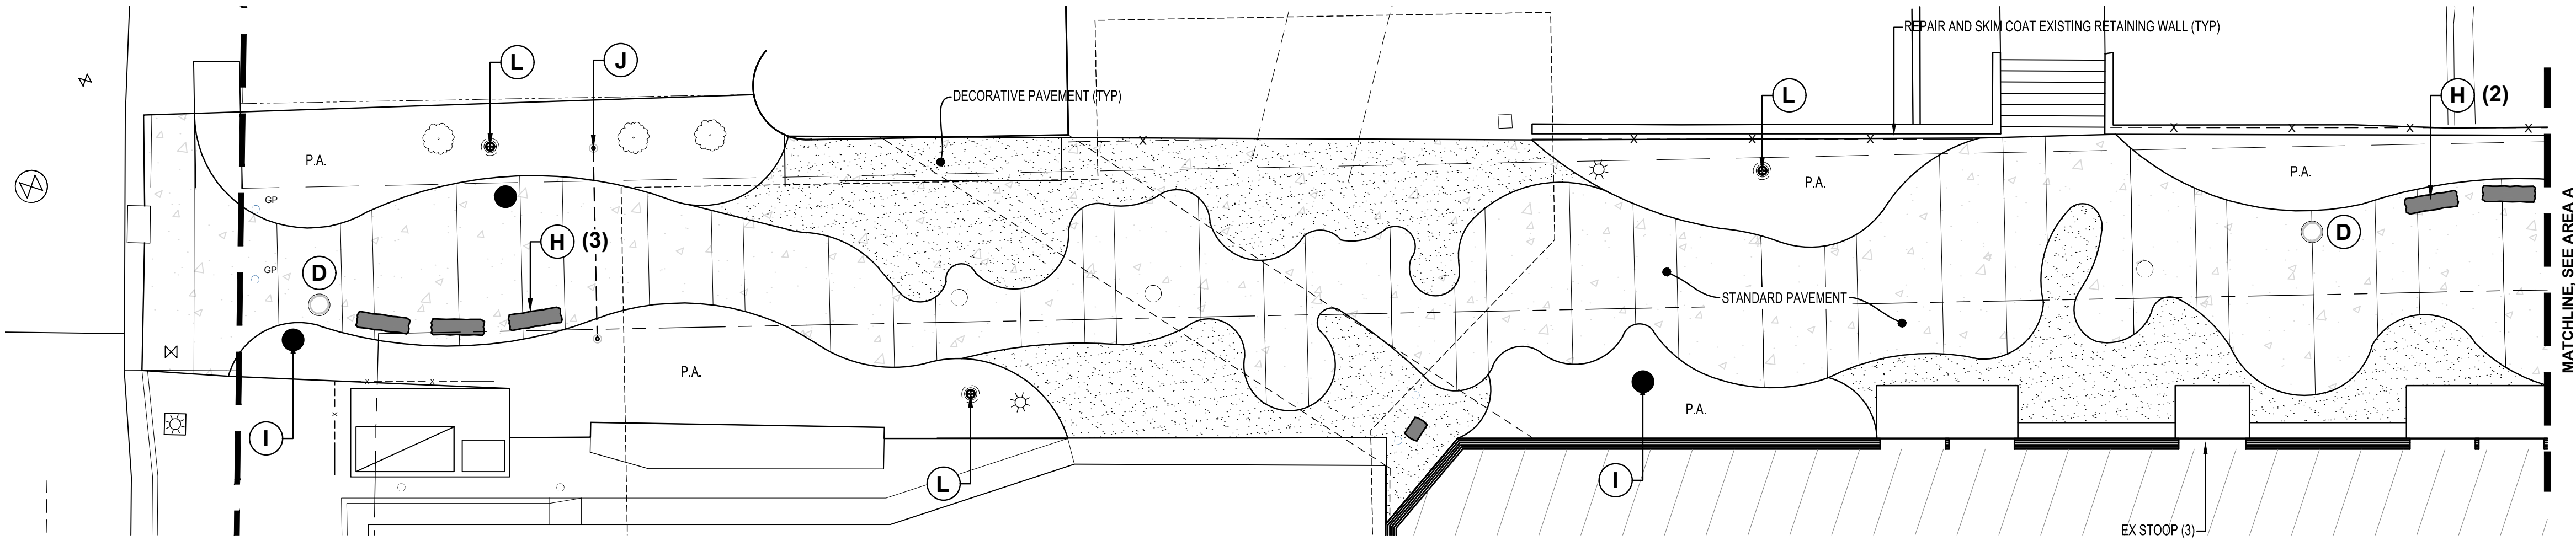 REPAIR AND SKIM COAT EXISTING RETAINING WALL (TYP)
L
J
DECORATIVE PAVEMENT (TYP)
L
H (2)
P.A.
P.A.
P.A.
GP
H (3)
D
GP
D
STANDARD PAVEMENT
MATCHLINE, SEE AREA A
P.A.
P.A.
I
L
I
EX STOOP (3)
X
X
X
X
X
X
X
X
x
x
x